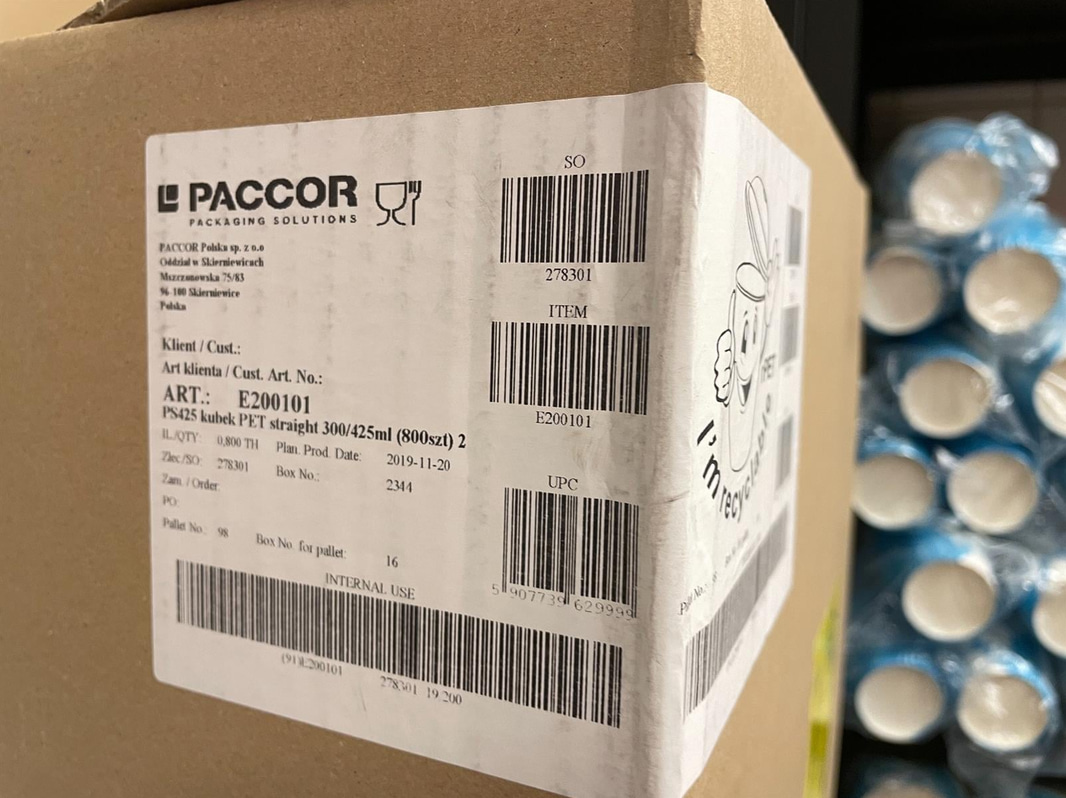 PACCOR
PACKAGING SOLUTIONS
PACCOR Polska sp. z o.o
Oddział w Skierniewicach
Mszczonowska 75/83
96-100 Skierniewice
Polska
Klient / Cust.:
Art klienta / Cust. Art. No.:
ART.: E200101
PS425 kubek PET straight 300/425ml (800szt) 2
IL./QTY: 0,800 TH Plan. Prod. Date: 2019-11-20
Zlec/SO: 278301 Box No.: 2344
Zam. / Order:
PO:
Pallet No.: 98 Box No. for pallet: 16
INTERNAL USE
278301 19 200
SO
278301
ITEM
E200101
UPC
5 907739 629999
I'm recyclable
rPET